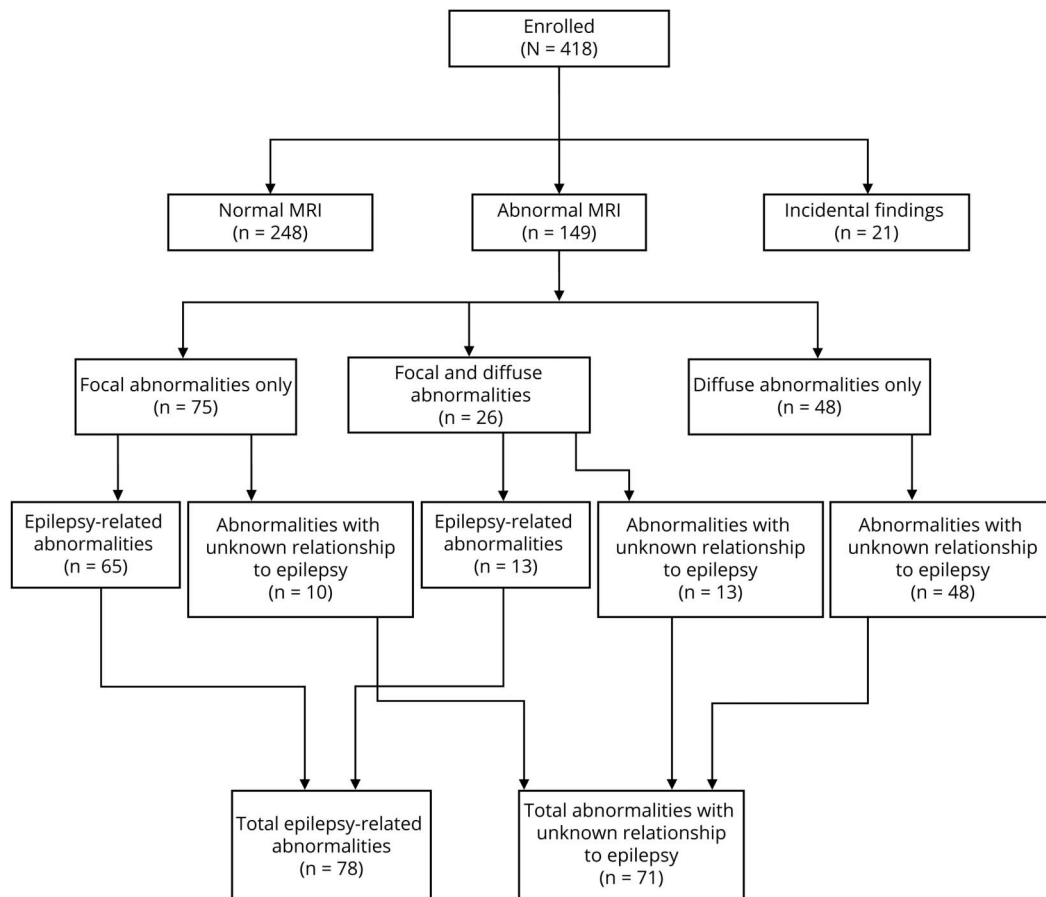 Enrolled
(N = 418)
Normal MRI
(n = 248)
Abnormal MRI
(n = 149)
Incidental findings
(n = 21)
Focal abnormalities only
(n = 75)
Focal and diffuse
abnormalities
(n = 26)
Diffuse abnormalities only
(n = 48)
Epilepsy-related
abnormalities
(n = 65)
Abnormalities with
unknown relationship
to epilepsy
(n = 10)
Epilepsy-related
abnormalities
(n = 13)
Abnormalities with
unknown relationship
to epilepsy
(n = 13)
Abnormalities with
unknown relationship
to epilepsy
(n = 48)
Total epilepsy-related
abnormalities
(n = 78)
Total abnormalities with
unknown relationship
to epilepsy
(n = 71)